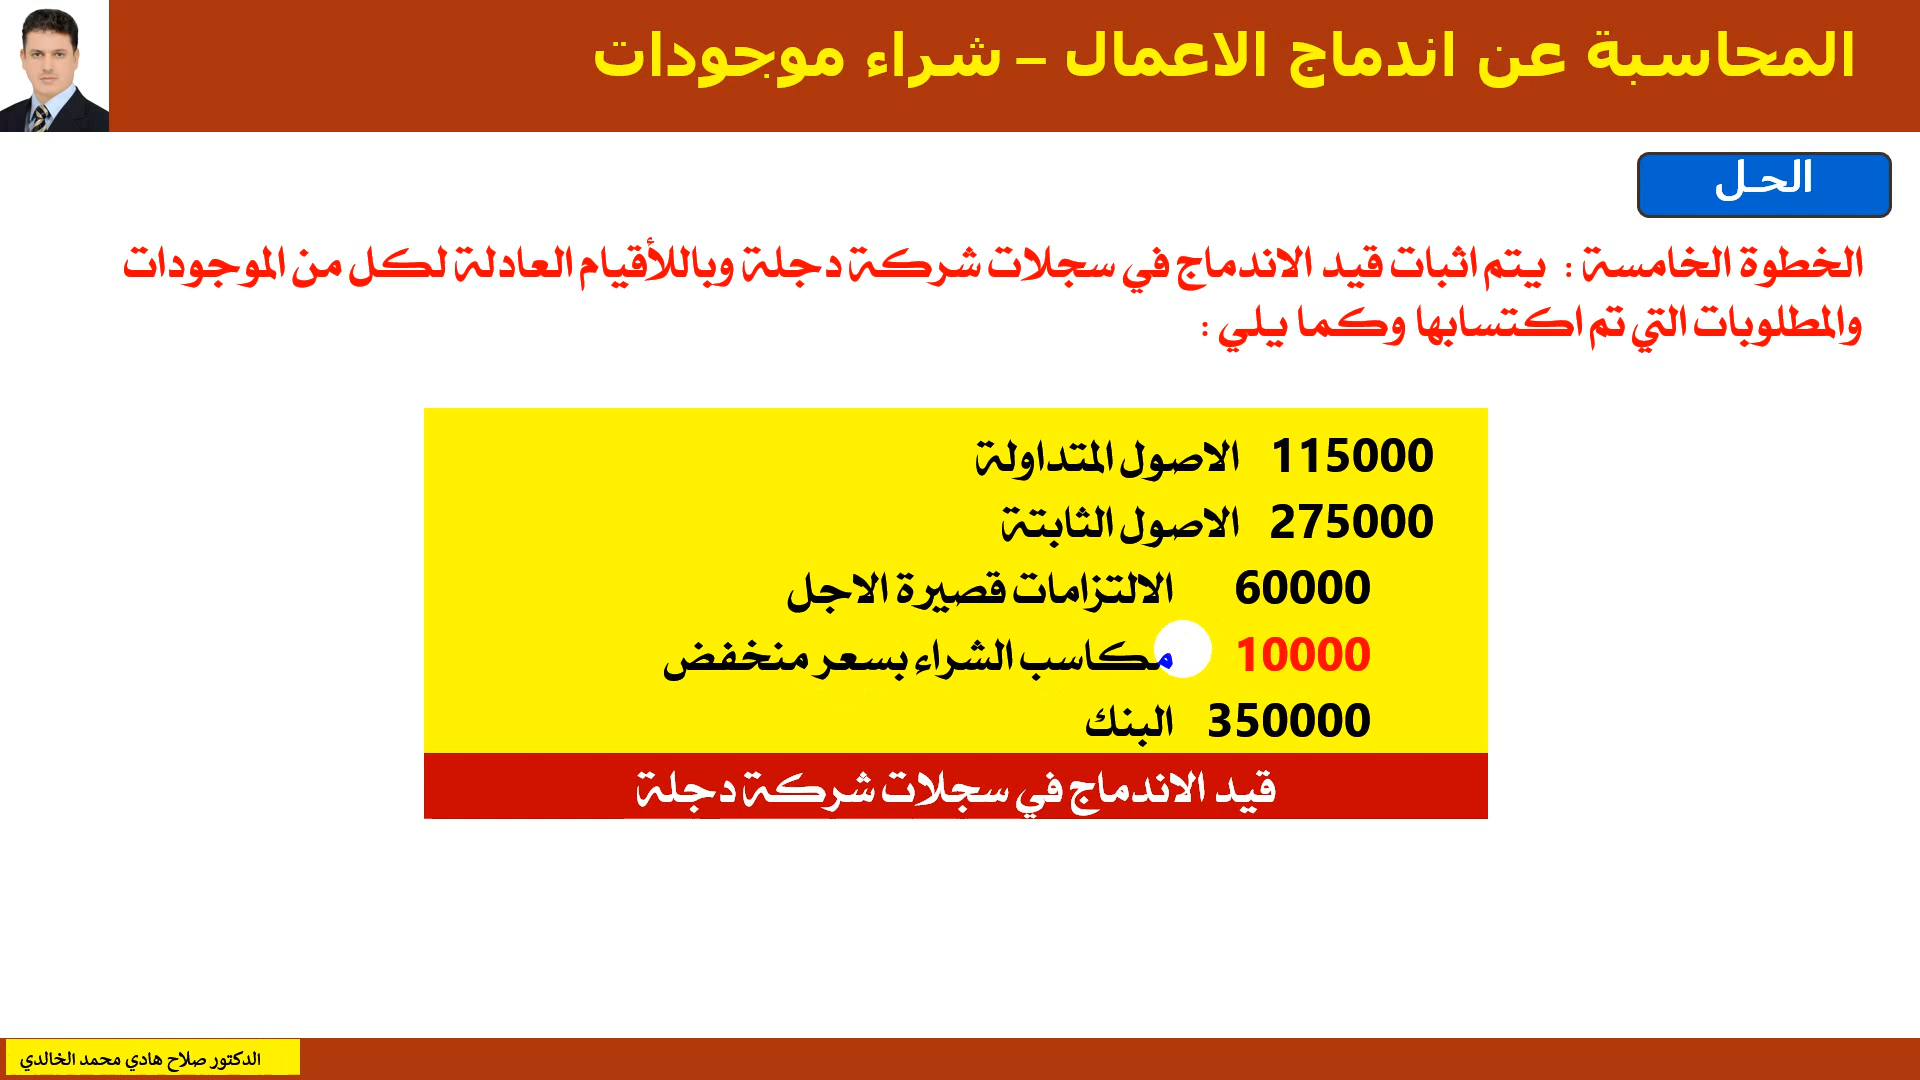 المحاسبة عن اندماج الاعمال – شراء موجودات
الحل
الخطوة الخامسة : يتم اثبات قيد الاندماج في سجلات شركة دجلة وباللأقيام العادلة لكل من الموجودات
والمطلوبات التي تم اكتسابها وكما يلي :
115000 الاصول المتداولة
275000 الاصول الثابتة
60000 الالتزامات قصيرة الاجل
10000 مكاسب الشراء بسعر منخفض
350000 البنك
قيد الاندماج في سجلات شركة دجلة
الدكتور صلاح هادي محمد الخالدي